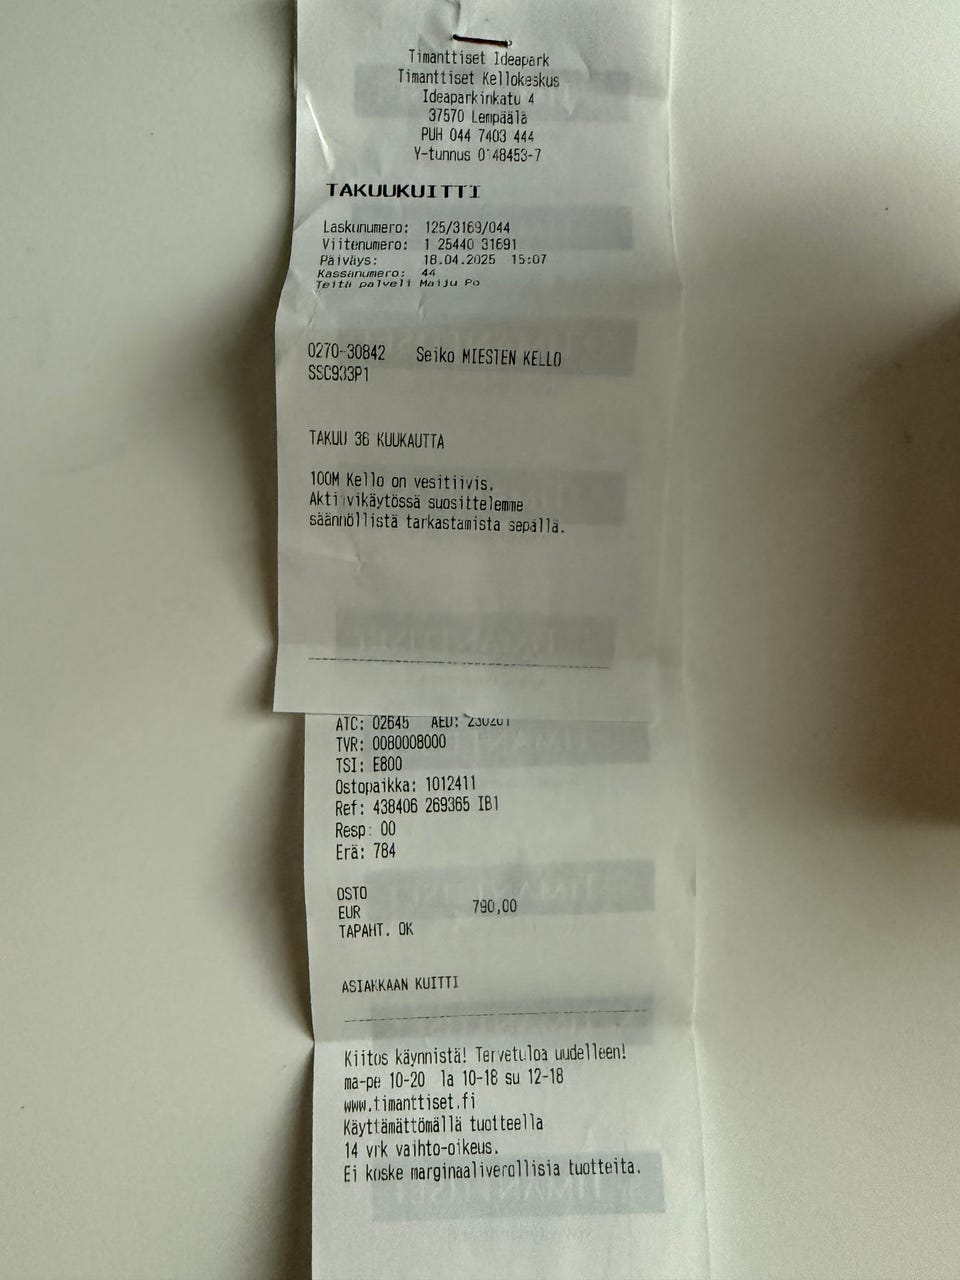 Timanttiset Ideapark
Timanttiset Kellokeskus
Ideaparkinkatu 4
37570 Lempäälä
PUH 044 7403 444
Y-tunnus 0148453-7
TAKUUKUITTI
Laskunumero: 125/3169/044
Viitenumero: 1 25440 31691
Päiväys: 18.04.2025 15:07
Kassanumero: 44
Teitä palveli Maiju Po
0270-30842 Seiko MIESTEN KELLO
SSC933P1
TAKUU 36 KUUKAUTTA
100M Kello on vesitiivis.
Aktiivikäytössä suosittelemme
säännöllistä tarkastamista sepällä.
ATC: 02645 AED:
TVR: 0080008000
TSI: E800
Ostopaikka: 1012411
Ref: 438406 269365 IB1
Resp: 00
Erä: 784
OSTO
EUR 790,00
TAPAHT. OK
ASIAKKAAN KUITTI
Kiitos käynnistä! Tervetuloa uudelleen!
ma-pe 10-20 la 10-18 su 12-18
www.timanttiset.fi
Käyttämättömällä tuotteella
14 vrk vaihto-oikeus.
Ei koske marginaaliverollisia tuotteita.